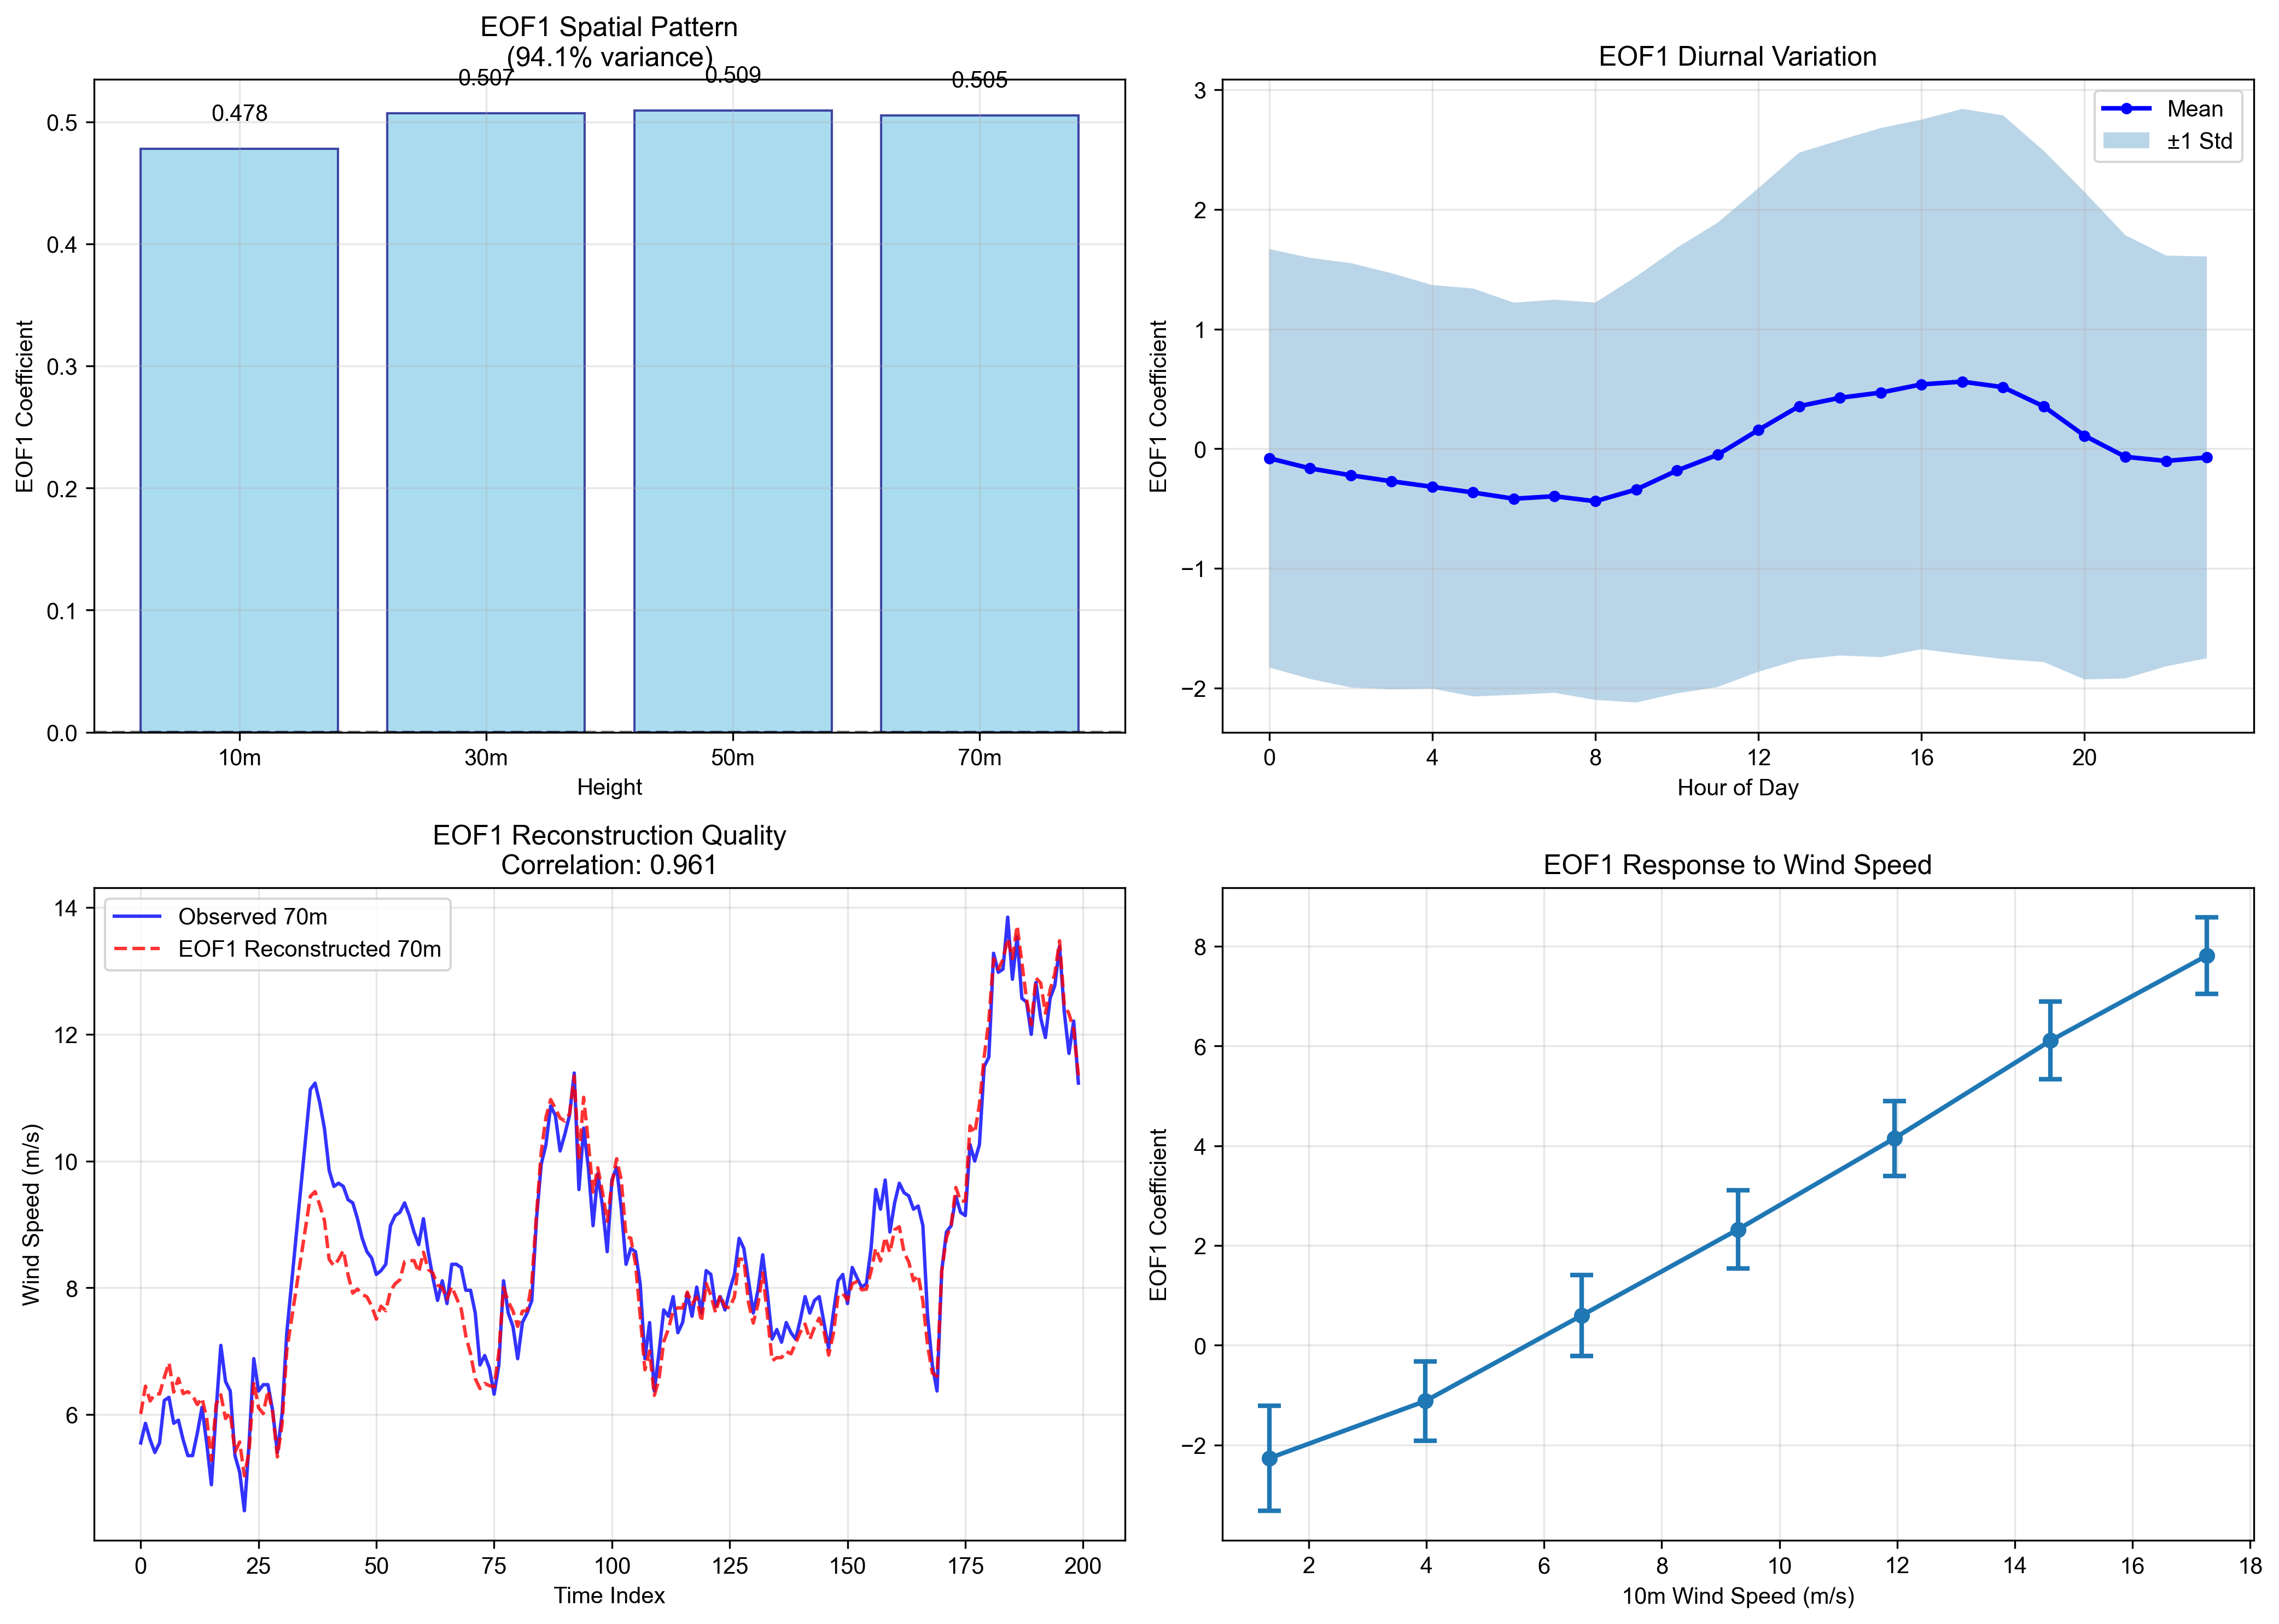 EOF1 Spatial Pattern
(94.1% variance)
0.478
0.507
0.509
0.505
0.5
0.4
0.3
0.2
0.1
0.0
EOF1 Coefficient
10m
30m
50m
70m
Height
EOF1 Diurnal Variation
Mean
±1 Std
3
2
1
0
−1
−2
EOF1 Coefficient
0
4
8
12
16
20
Hour of Day
EOF1 Reconstruction Quality
Correlation: 0.961
Observed 70m
EOF1 Reconstructed 70m
14
12
10
8
6
Wind Speed (m/s)
0
25
50
75
100
125
150
175
200
Time Index
EOF1 Response to Wind Speed
8
6
4
2
0
−2
EOF1 Coefficient
2
4
6
8
10
12
14
16
18
10m Wind Speed (m/s)